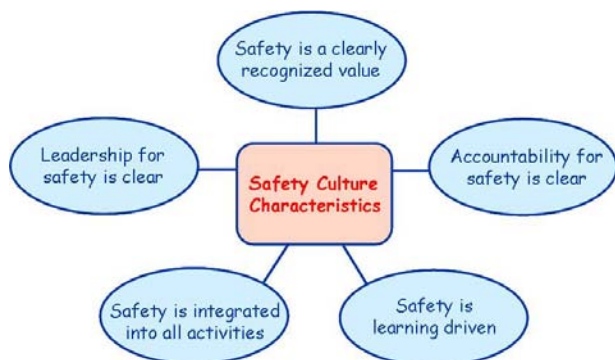 Safety is a clearly
recognized value
Leadership for
safety is clear
Safety Culture
Characteristics
Accountability for
safety is clear
Safety is integrated
into all activities
Safety is
learning driven